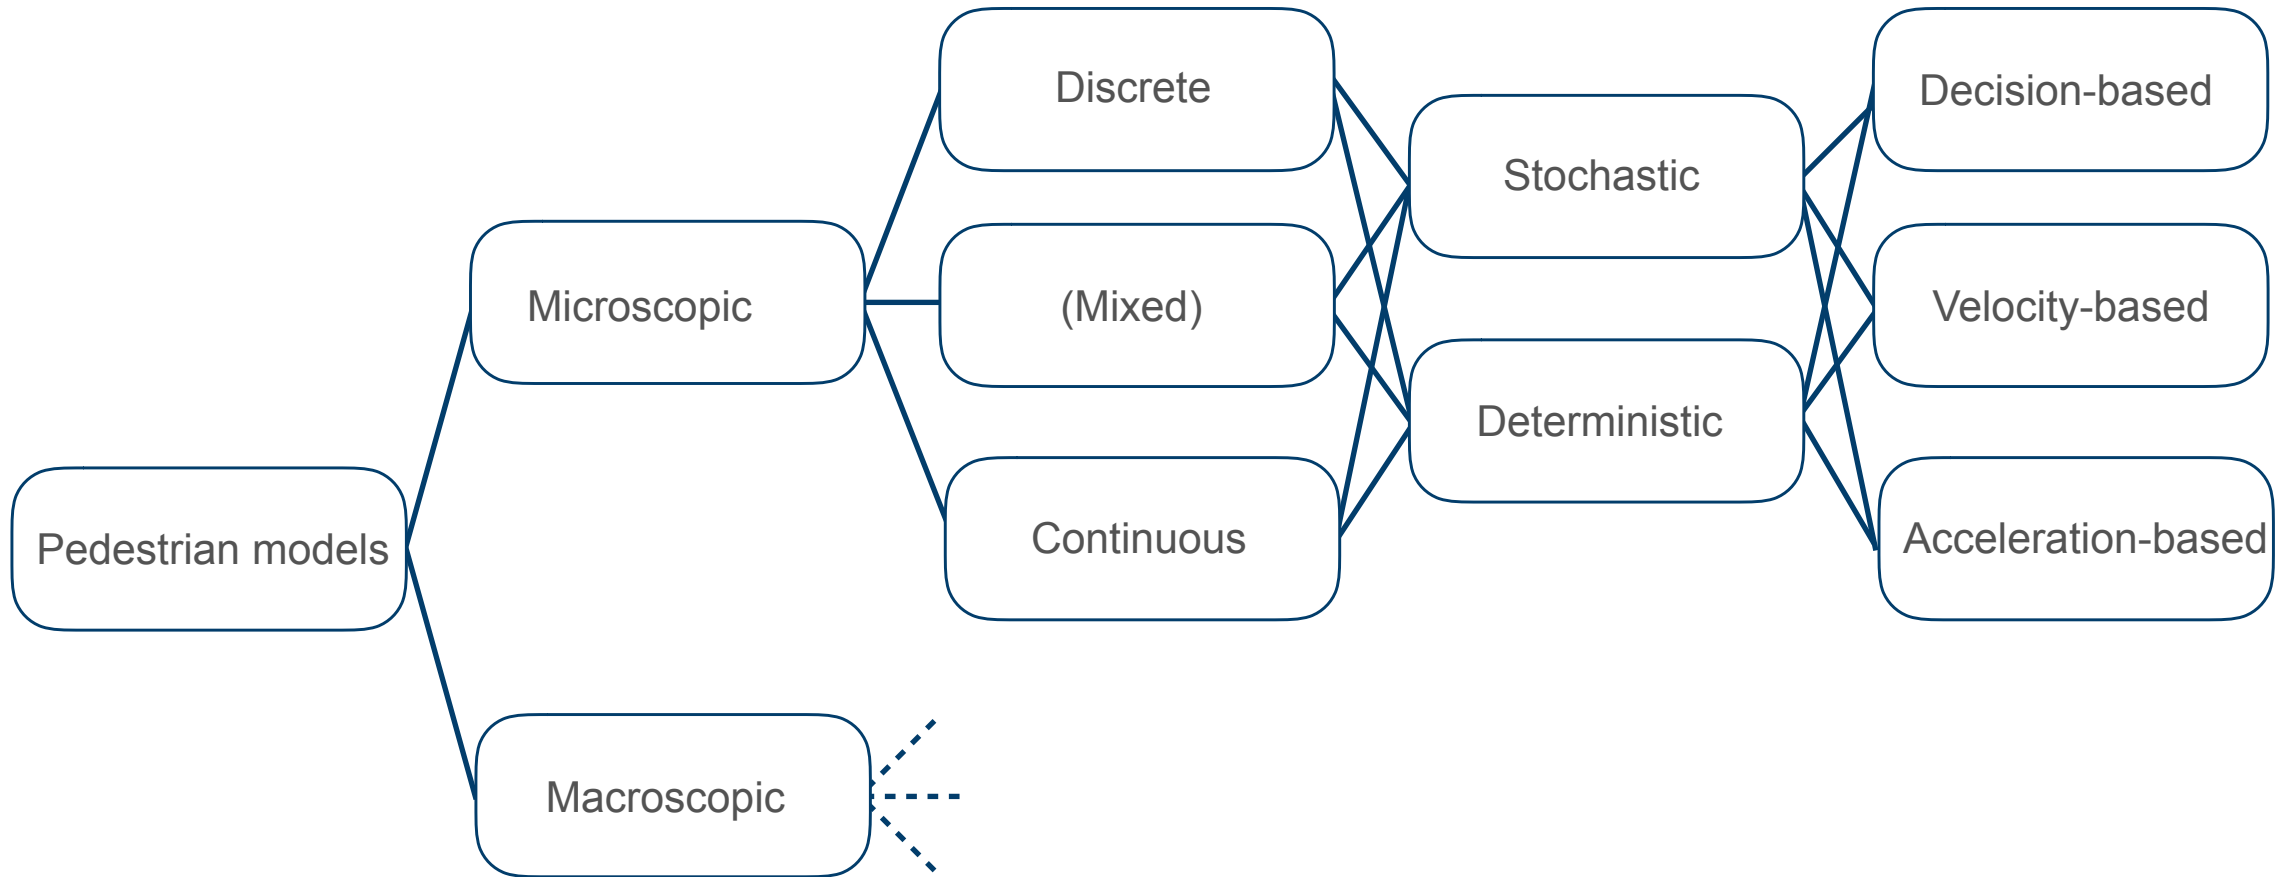 Pedestrian models
Microscopic
Macroscopic
Discrete
(Mixed)
Continuous
Stochastic
Deterministic
Decision-based
Velocity-based
Acceleration-based